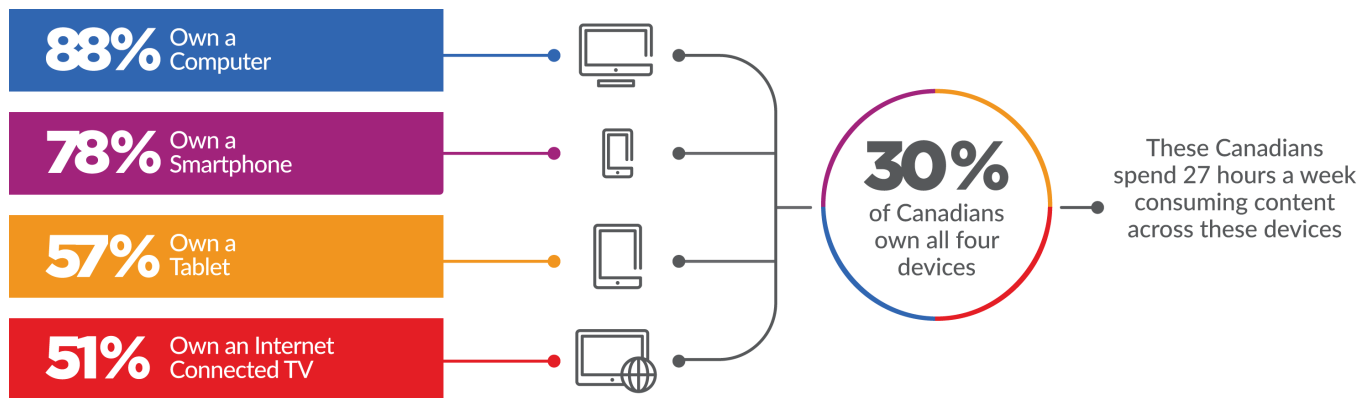 88% Own a
Computer
78% Own a
Smartphone
57% Own a
Tablet
51% Own an Internet
Connected TV
30%
of Canadians
own all four
devices
These Canadians
spend 27 hours a week
consuming content
across these devices